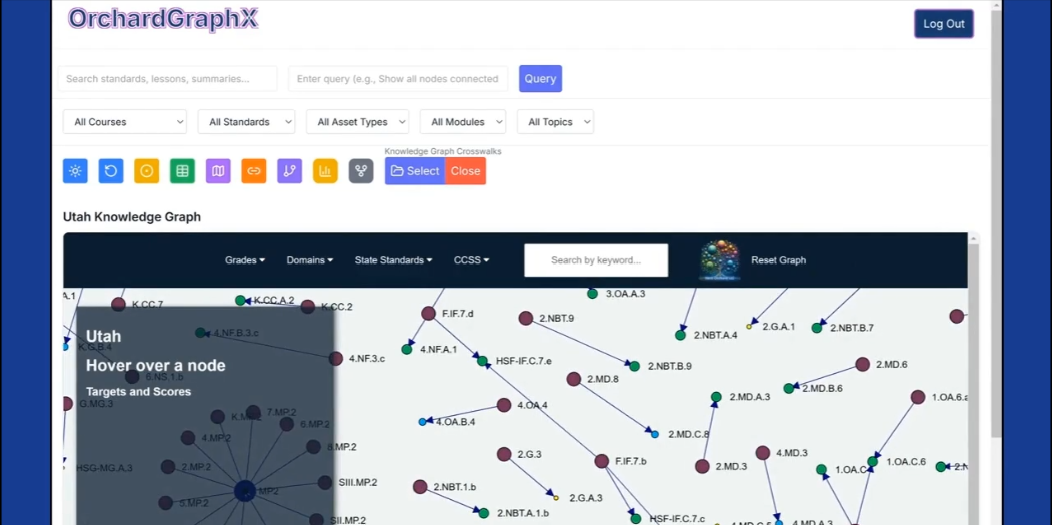 OrchardGraphX
Log Out
Search standards, lessons, summaries...
Enter query (e.g., Show all nodes connected
Query
All Courses
All Standards
All Asset Types
All Modules
All Topics
Knowledge Graph Crosswalks
Select
Close
Utah Knowledge Graph
Grades
Domains
State Standards
CCSS
Search by keyword...
Reset Graph
K.CC.7
K.CC.A.2
K.CC.2
3.OA.A.3
F.IF.7.d
2.NBT.9
2.NBT.A.4
2.G.A.1
2.NBT.B.7
Utah
4.NF.B.3.c
4.NF.3.c
4.NF.A.1
HSF-IF.C.7.e
2.NBT.B.9
2.MD.6
K.G.B.4
Hover over a node
6.NS.1.b
2.MD.8
2.MD.B.6
Targets and Scores
G.MG.3
4.OA.4
2.MD.A.3
7.MP.2
4.OA.B.4
6.MP.2
2.MD.C.8
4.MP.2
8.MP.2
HSG-MG.A.3
2.MP.2
2.G.3
F.IF.7.b
2.MD.3
4.MD.3
1.OA.C.6
SIII.MP.2
2.NBT.1.b
2.G.A.3
5.MP.2
SII.MP.2
2.NBT.A.1.b
HSF-IF.C.7.c
4.MD.A.3